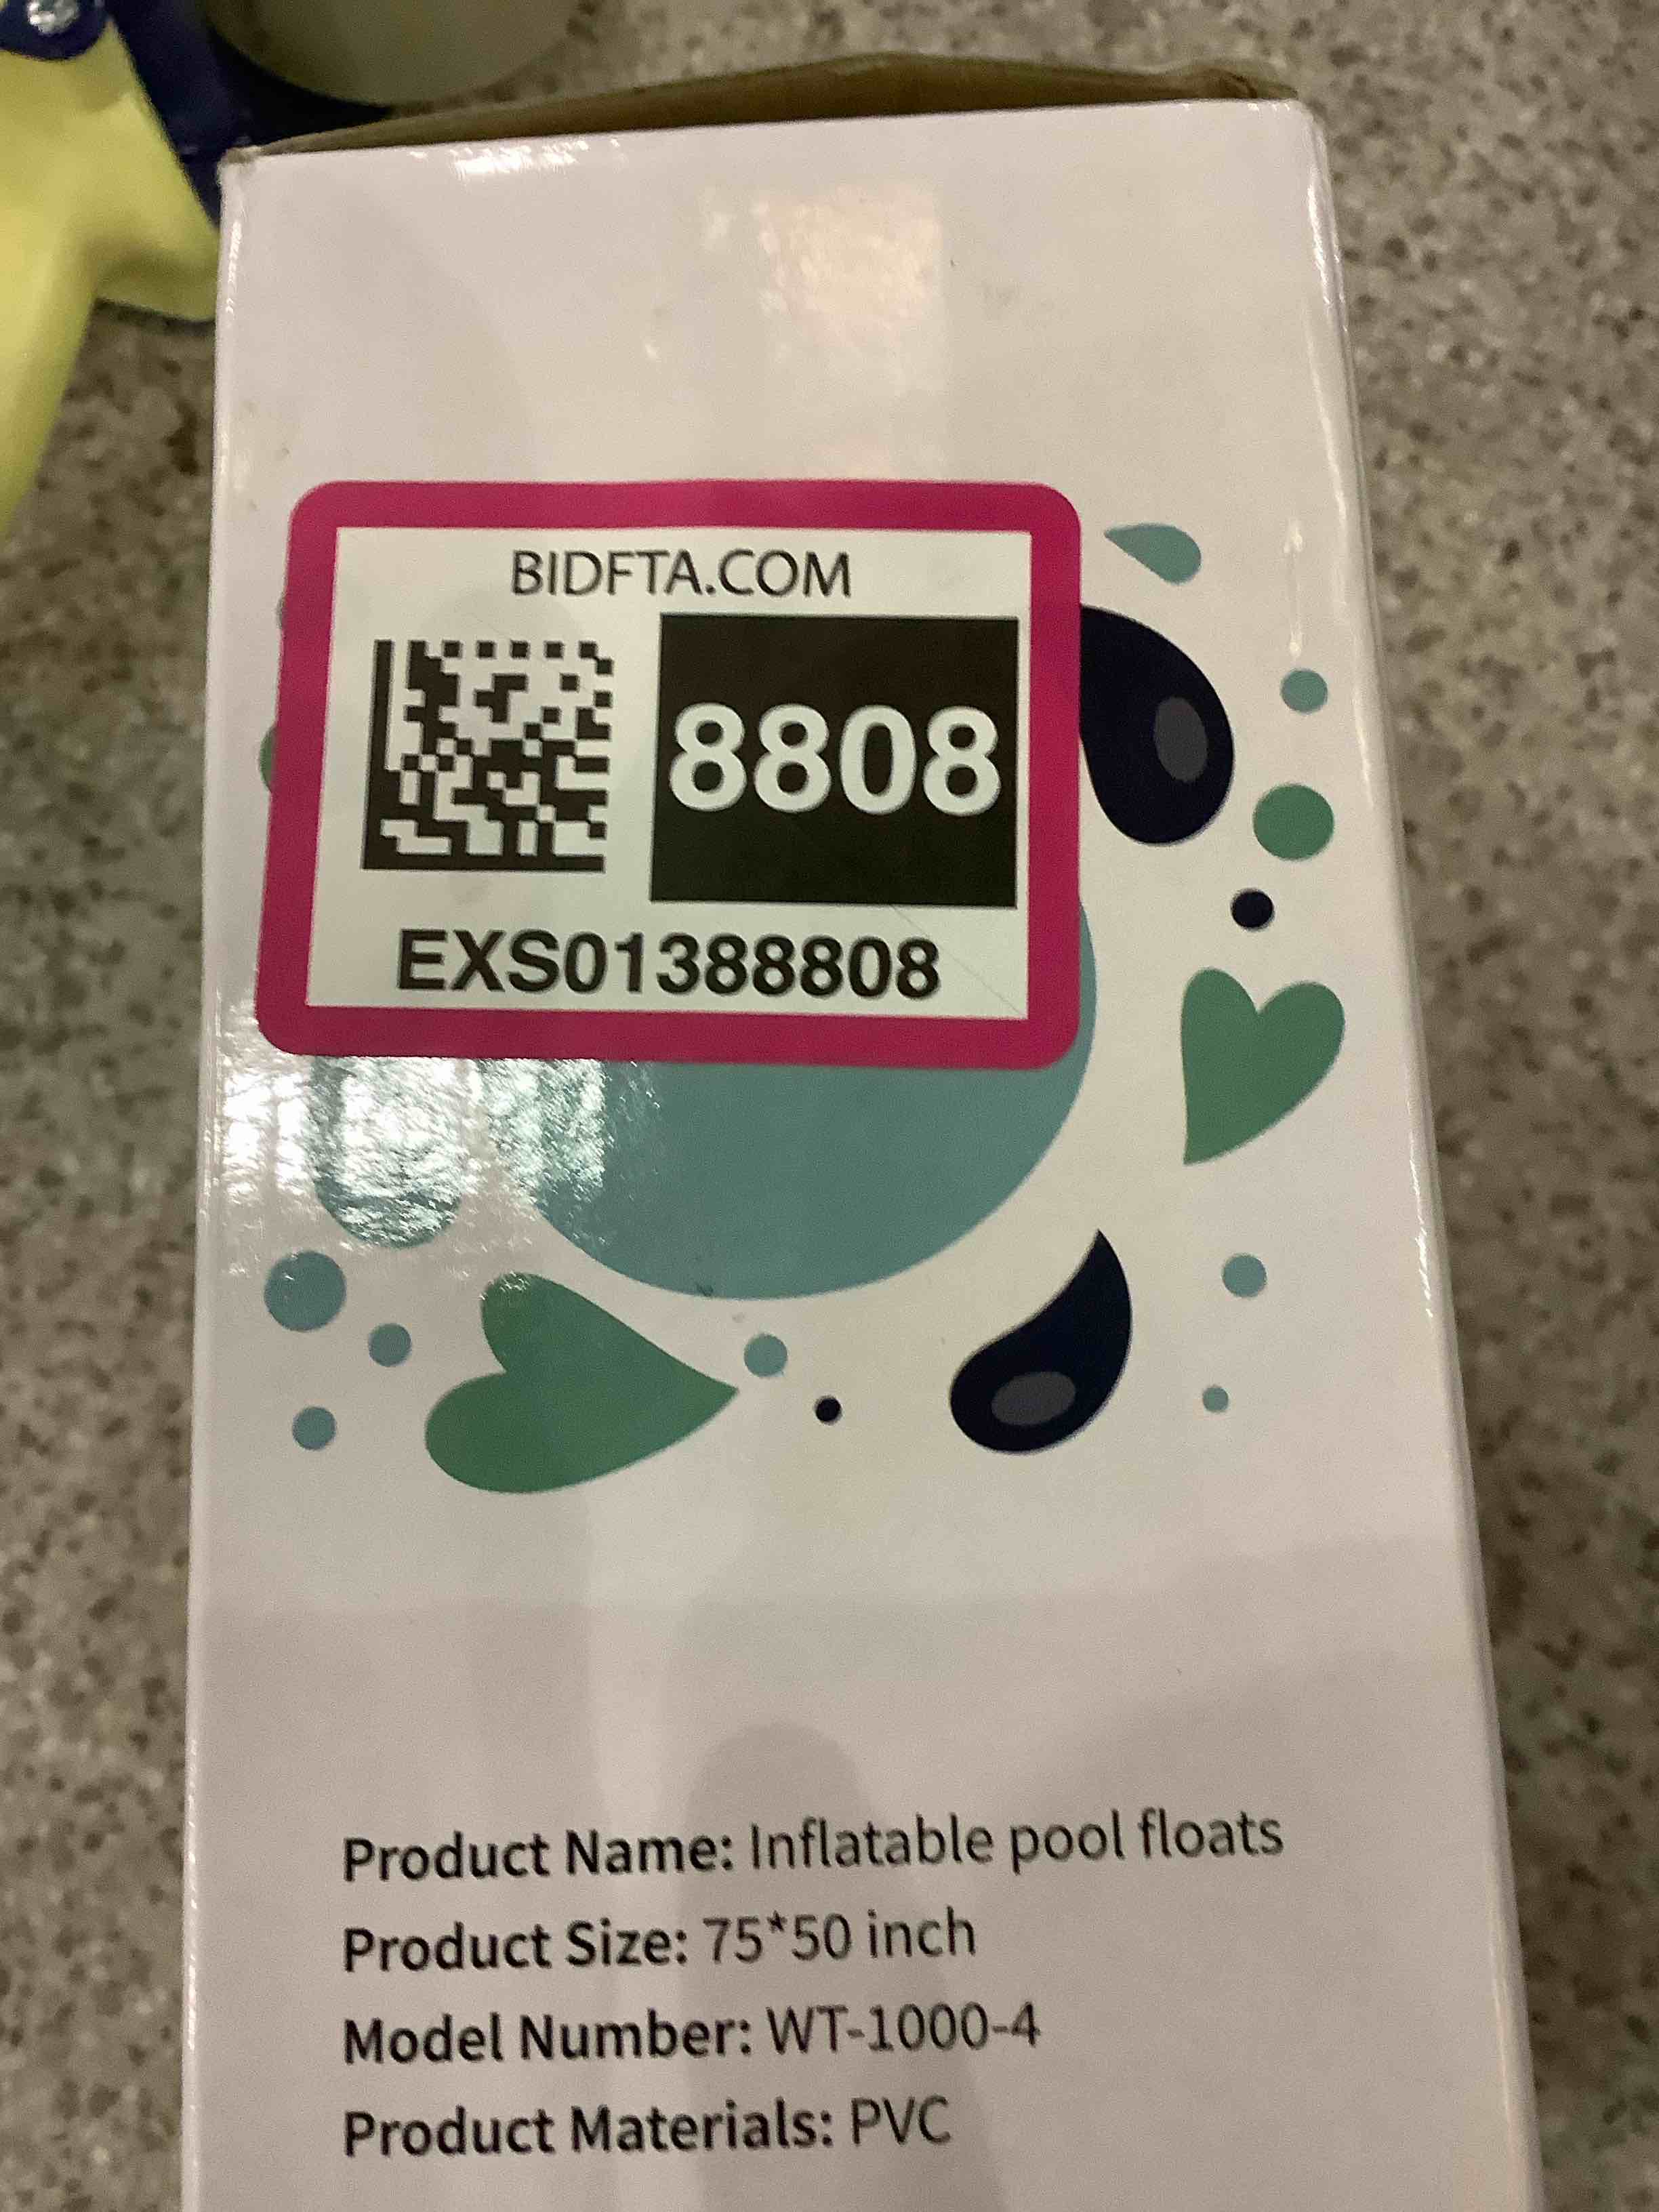 BIDFTA.COM
8808
EXS01388808
Product Name: Inflatable pool floats
Product Size: 75*50 inch
Model Number: WT-1000-4
Product Materials: PVC